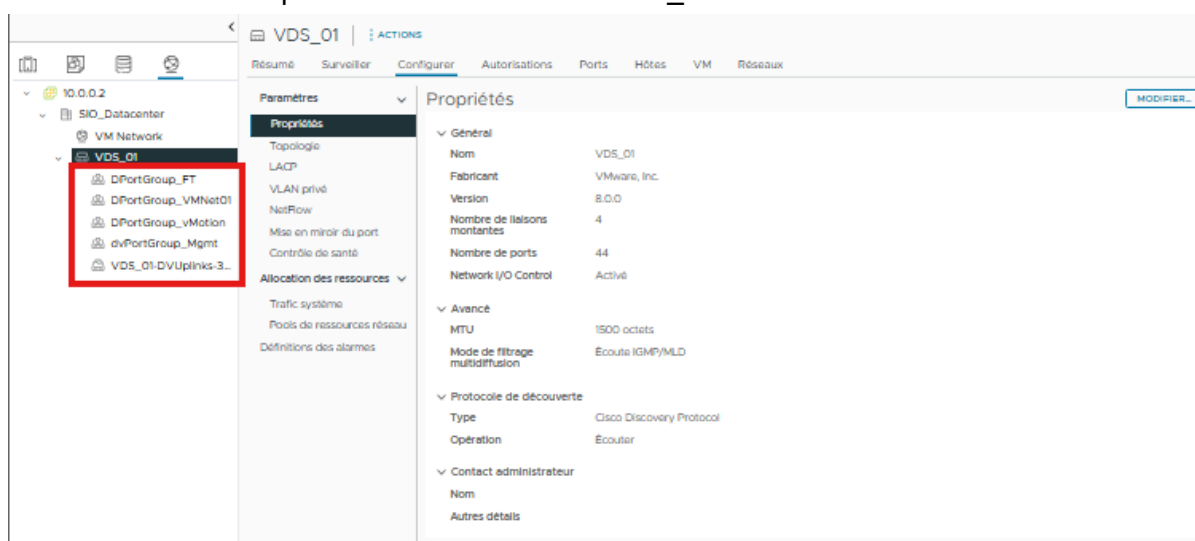 VDS_01 ACTIONS
Résumé Surveiller Configurer Autorisations Ports Hôtes VM Réseaux
10.0.0.2
SIO_Datacenter
VM Network
VDS_01
DPortGroup_FT
DPortGroup_VMNet01
DPortGroup_vMotion
dvPortGroup_Mgmt
VDS_01-DVUplinks-3...
Paramètres
Propriétés
Topologie
LACP
VLAN privé
NetFlow
Mise en miroir du port
Contrôle de santé
Allocation des ressources
Trafic système
Pools de ressources réseau
Définitions des alarmes
Propriétés
MODIFIER...
Général
Nom VDS_01
Fabricant VMware, Inc.
Version 8.0.0
Nombre de liaisons montantes 4
Nombre de ports 44
Network I/O Control Activé
Avancé
MTU 1500 octets
Mode de filtrage multidiffusion Écoute IGMP/MLD
Protocole de découverte
Type Cisco Discovery Protocol
Opération Écouter
Contact administrateur
Nom
Autres détails